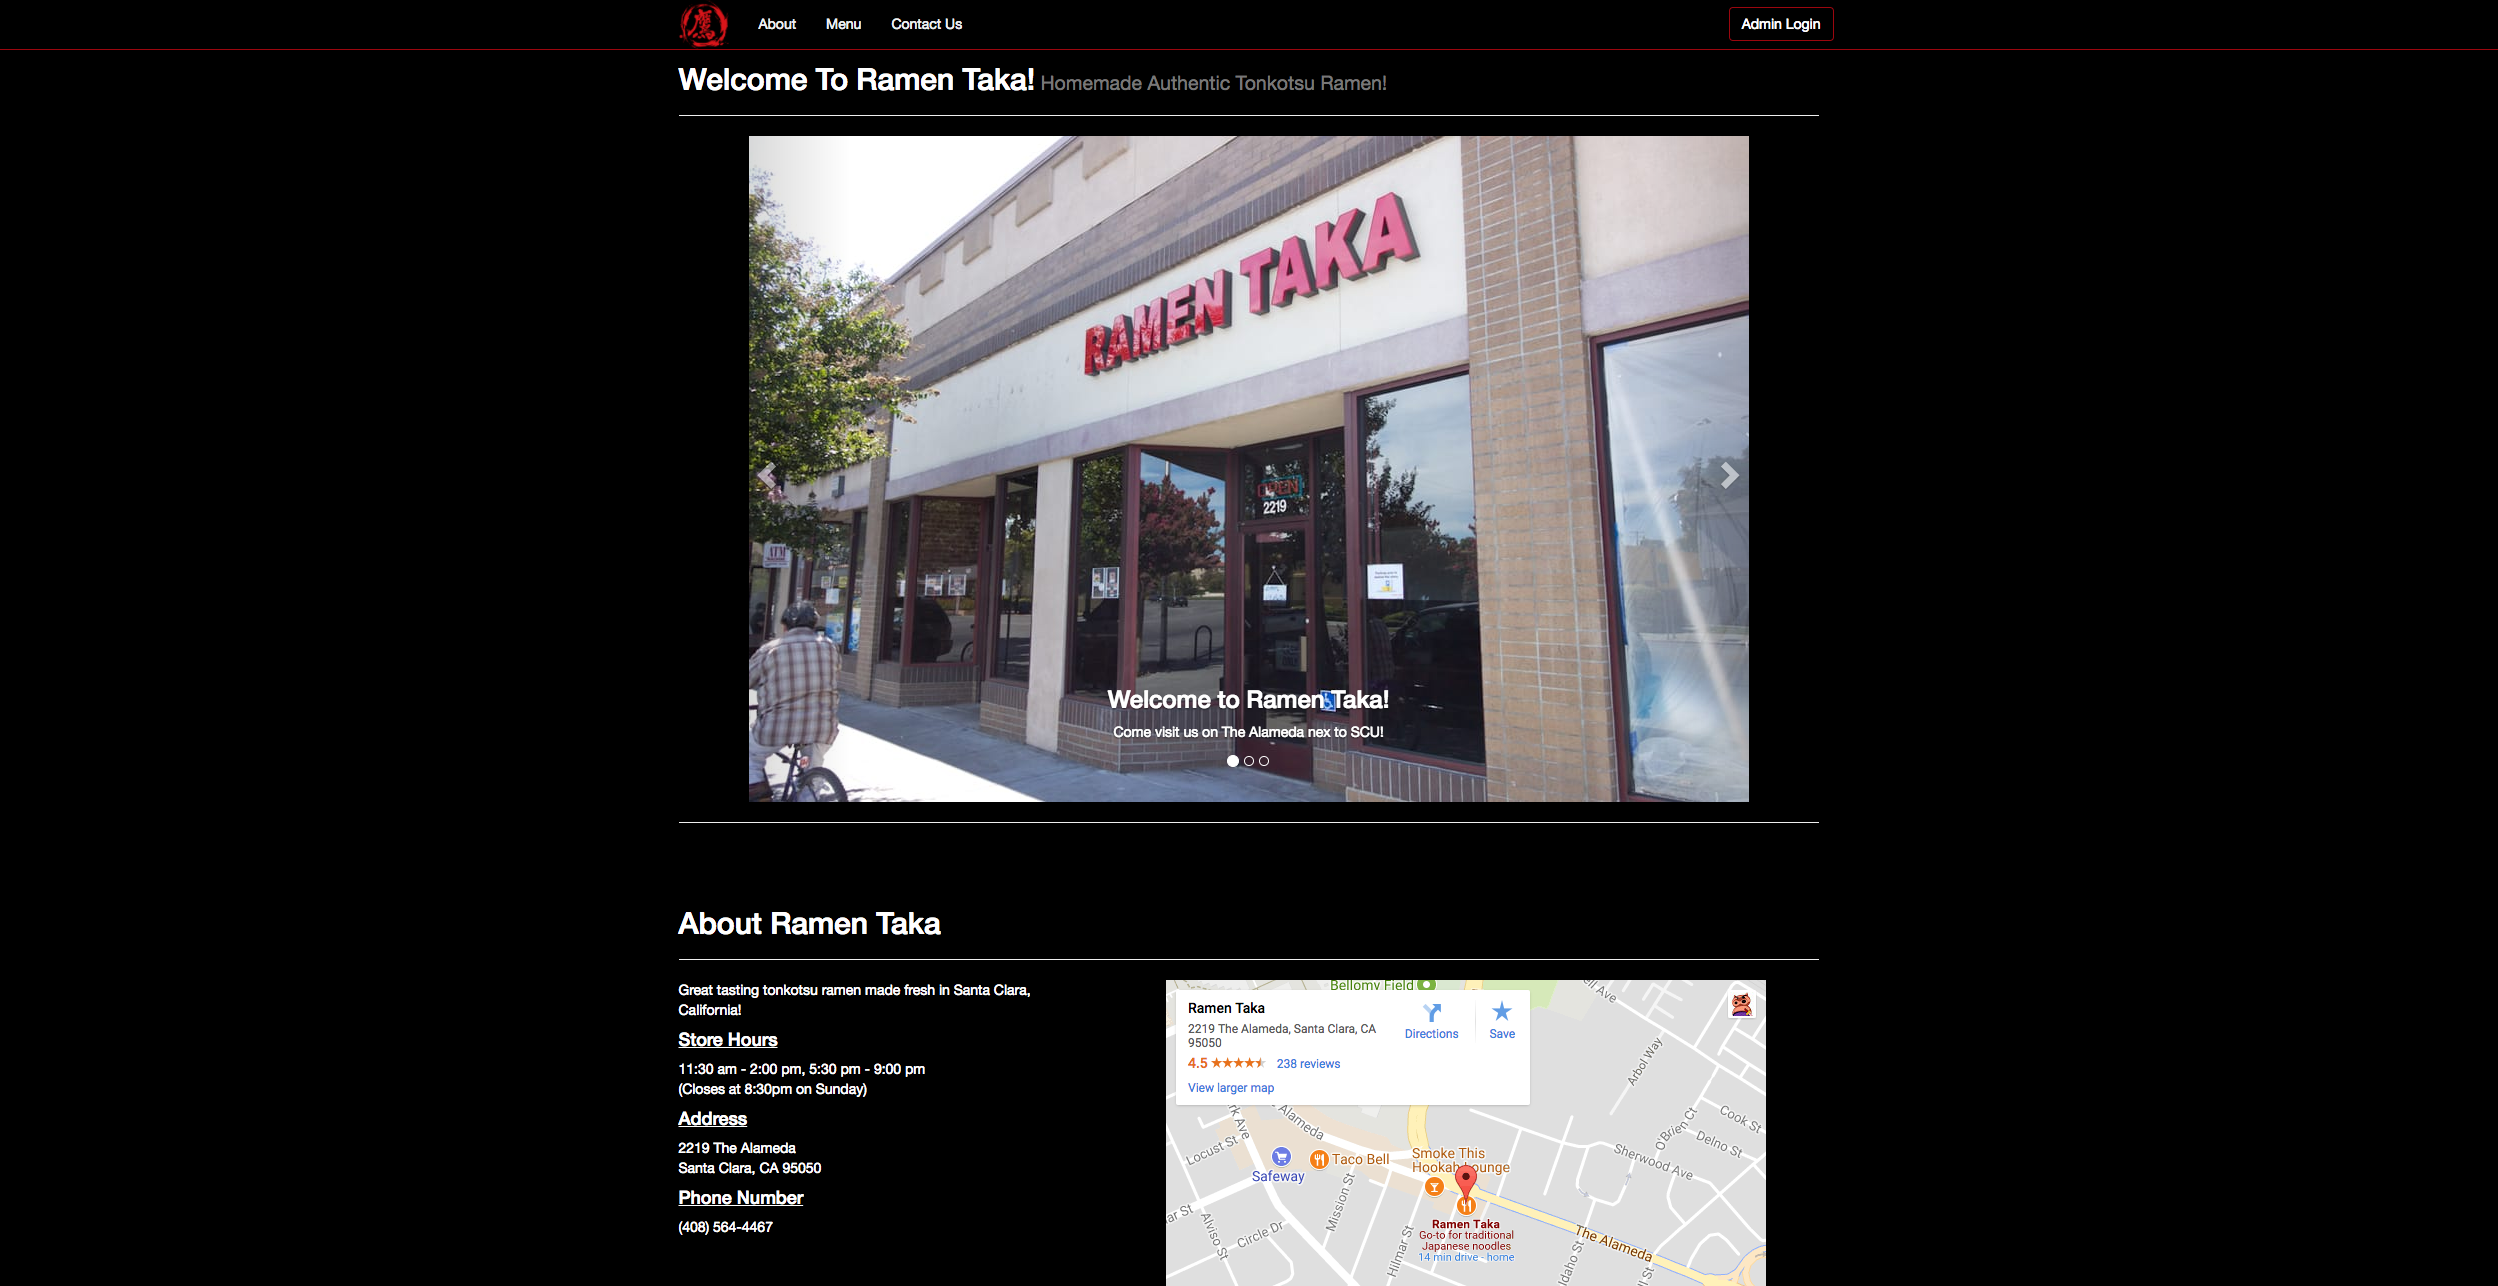 鷹
About Menu Contact Us Admin Login
Welcome To Ramen Taka! Homemade Authentic Tonkotsu Ramen!
RAMEN TAKA
OPEN
2219
ATM
Welcome to Ramen Taka!
Come visit us on The Alameda nex to SCU!
About Ramen Taka
Great tasting tonkotsu ramen made fresh in Santa Clara,
California!
Store Hours
11:30 am - 2:00 pm, 5:30 pm - 9:00 pm
(Closes at 8:30pm on Sunday)
Address
2219 The Alameda
Santa Clara, CA 95050
Phone Number
(408) 564-4467
Bellomy Field
Ramen Taka
2219 The Alameda, Santa Clara, CA
95050
4.5 238 reviews
View larger map
Directions
Save
Arbol Way
Alameda
Locust St
Safeway
Taco Bell
Smoke This
Hookah Lounge
O'Brien Ct
Cook St
Delno St
Sherwood Ave
Mission St
Alviso St
Circle Dr
Hilmar St
Ramen Taka
Go-to for traditional
Japanese noodles
14 min drive - home
The Alameda
Idaho St